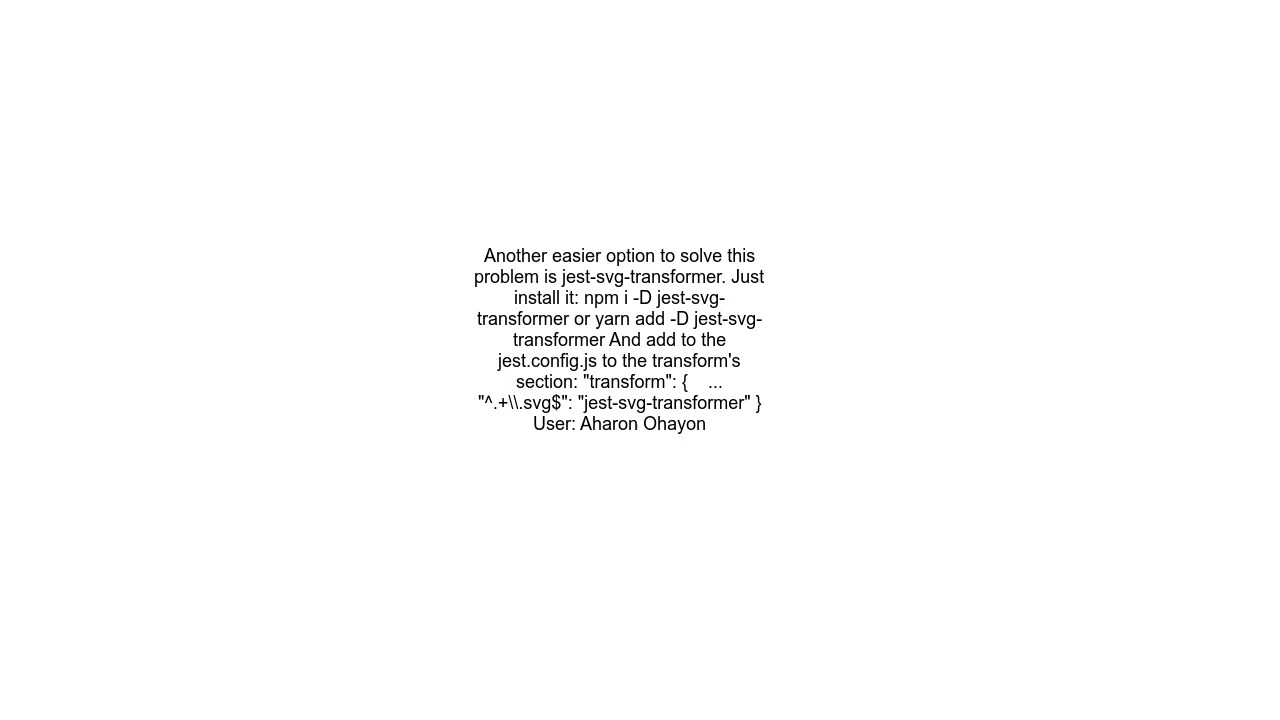 Another easier option to solve this
problem is jest-svg-transformer. Just
install it: npm i -D jest-svg-
transformer or yarn add -D jest-svg-
transformer And add to the
jest.config.js to the transform's
section: "transform": {    ...
"^.+\\.svg$": "jest-svg-transformer" }
User: Aharon Ohayon